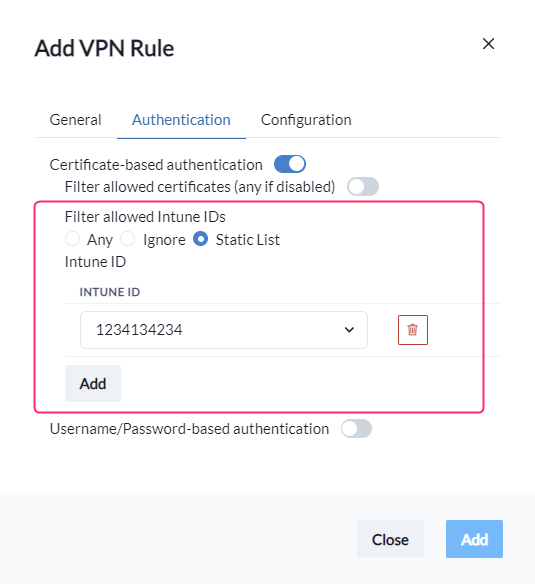 Add VPN Rule
General Authentication Configuration
Certificate-based authentication
Filter allowed certificates (any if disabled)
Filter allowed Intune IDs
Any Ignore Static List
Intune ID
INTUNE ID
1234134234
Add
Username/Password-based authentication
Close Add